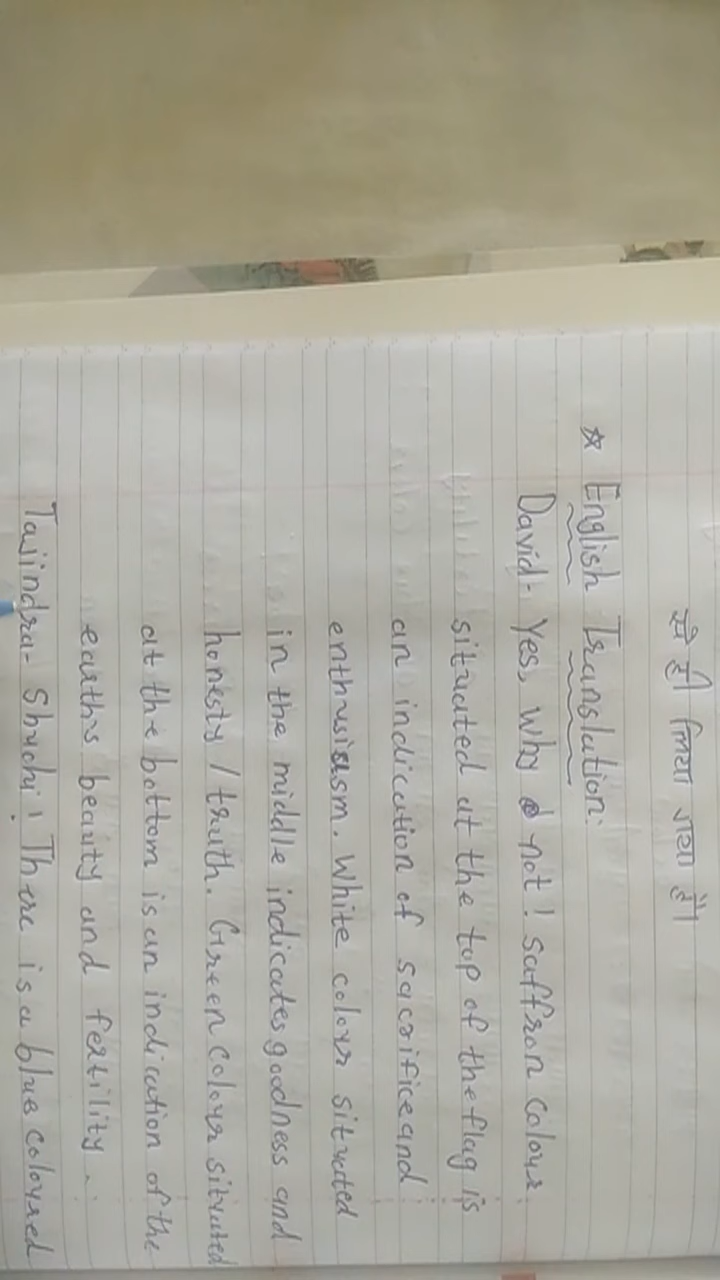 से ही लिया गया है।
☆ English Translation:
David- Yes, why not! Saffron colour
situated at the top of the flag is
an indication of sacrifice and
enthusiasm. White colour situated
in the middle indicates goodness and
honesty / truth. Green colour situated
at the bottom is an indication of the
earth's beauty and fertility.
Tajindra- Shuchi! There is a blue coloured